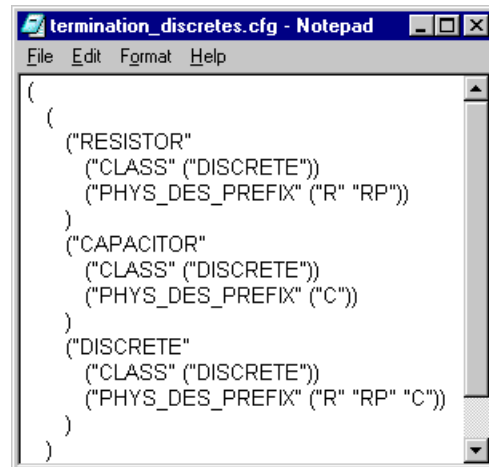 termination_discretes.cfg - Notepad
File Edit Format Help
(
(
("RESISTOR"
("CLASS" ("DISCRETE"))
("PHYS_DES_PREFIX" ("R" "RP"))
)
("CAPACITOR"
("CLASS" ("DISCRETE"))
("PHYS_DES_PREFIX" ("C"))
)
("DISCRETE"
("CLASS" ("DISCRETE"))
("PHYS_DES_PREFIX" ("R" "RP" "C"))
)
)